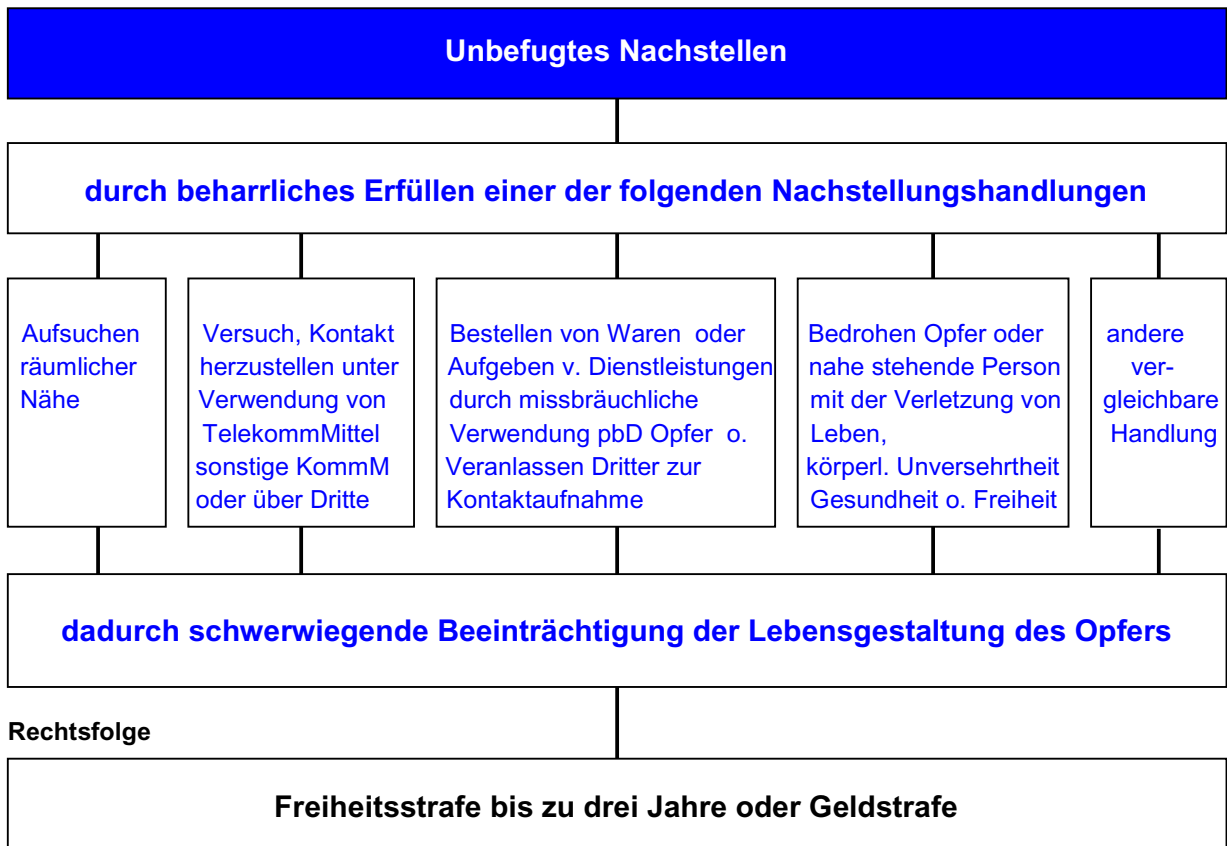 Unbefugtes Nachstellen
durch beharrliches Erfüllen einer der folgenden Nachstellungshandlungen
Aufsuchen
räumlicher
Nähe
Versuch, Kontakt
herzustellen unter
Verwendung von
TelekommMittel
sonstige KommM
oder über Dritte
Bestellen von Waren oder
Aufgeben v. Dienstleistungen
durch missbräuchliche
Verwendung pbD Opfer o.
Veranlassen Dritter zur
Kontaktaufnahme
Bedrohen Opfer oder
nahe stehende Person
mit der Verletzung von
Leben,
körperl. Unversehrtheit
Gesundheit o. Freiheit
andere
ver-
gleichbare
Handlung
dadurch schwerwiegende Beeinträchtigung der Lebensgestaltung des Opfers
Rechtsfolge
Freiheitsstrafe bis zu drei Jahre oder Geldstrafe